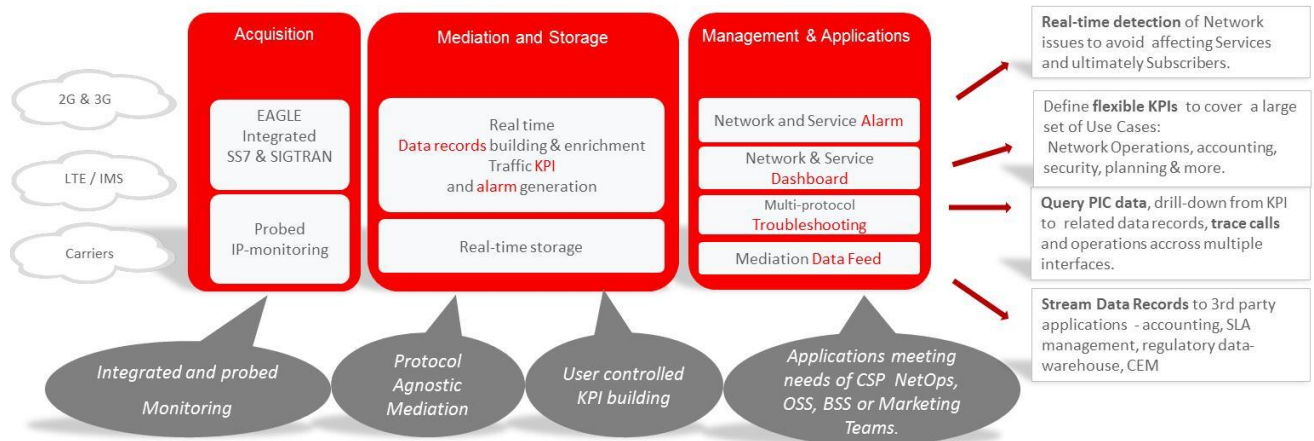 Acquisition
Mediation and Storage
Management & Applications
2G & 3G
LTE / IMS
Carriers
EAGLE
Integrated
SS7 & SIGTRAN
Probed
IP-monitoring
Real time
Data records building & enrichment
Traffic KPI
and alarm generation
Real-time storage
Network and Service Alarm
Network & Service
Dashboard
Multi-protocol
Troubleshooting
Mediation Data Feed
Real-time detection of Network
issues to avoid affecting Services
and ultimately Subscribers.
Define flexible KPIs to cover a large
set of Use Cases:
Network Operations, accounting,
security, planning & more.
Query PIC data, drill-down from KPI
to related data records, trace calls
and operations accross multiple
interfaces.
Stream Data Records to 3rd party
applications - accounting, SLA
management, regulatory data-
warehouse, CEM
Integrated and probed
Monitoring
Protocol
Agnostic
Mediation
User controlled
KPI building
Applications meeting
needs of CSP NetOps,
OSS, BSS or Marketing
Teams.